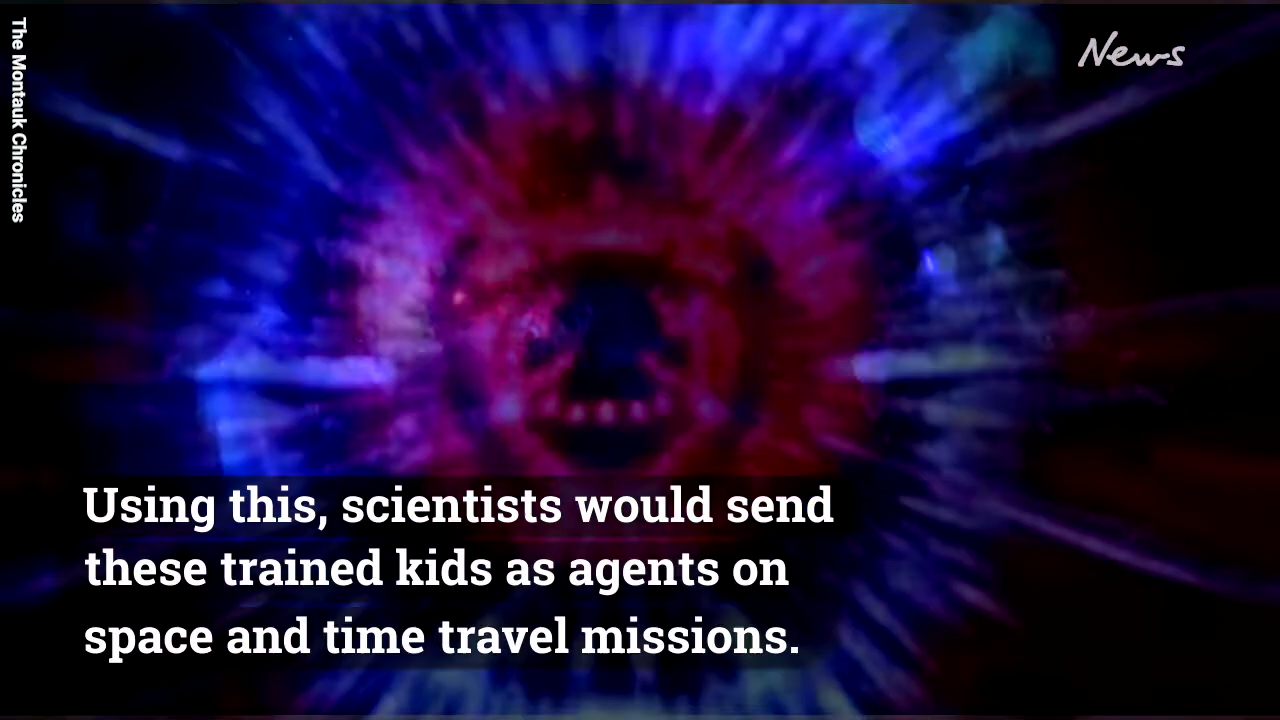 The Montauk Chronicles
News
Using this, scientists would send
these trained kids as agents on
space and time travel missions.